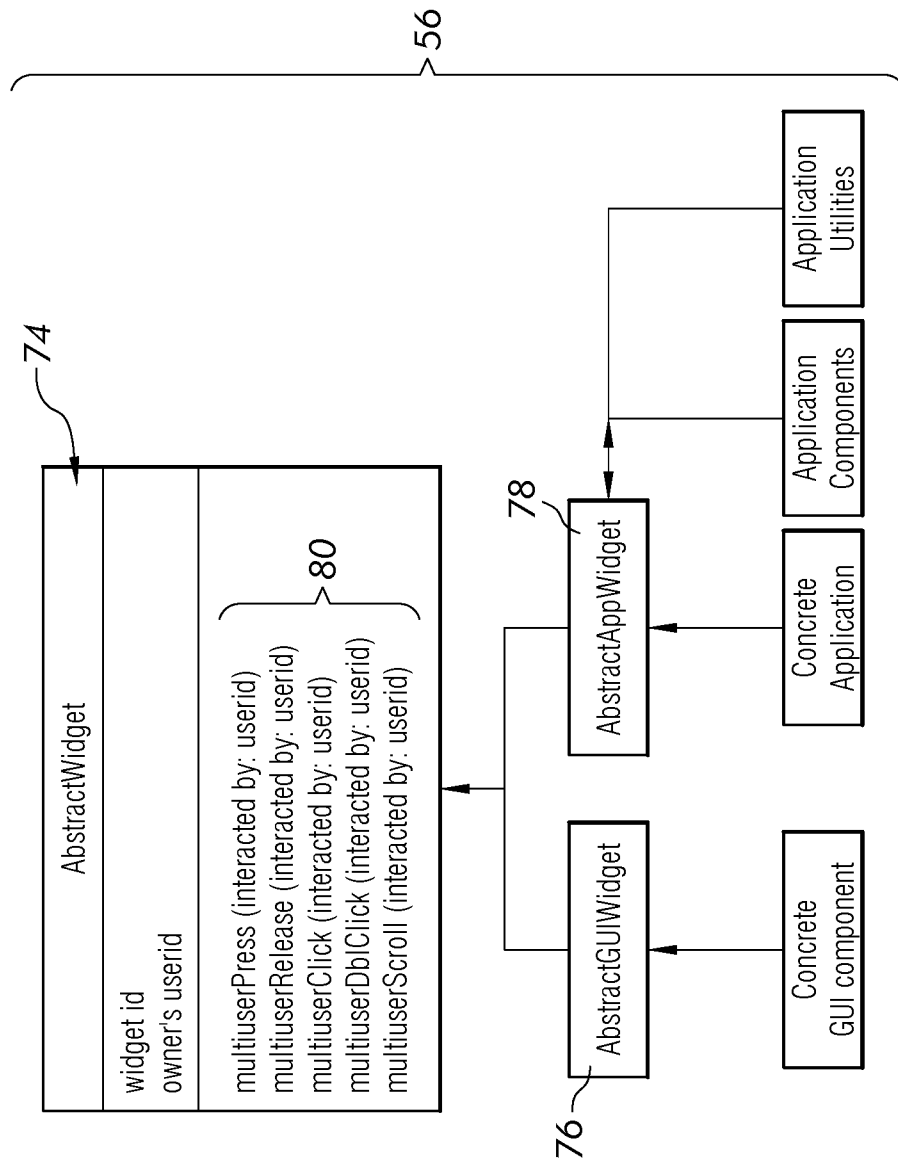 56
74
AbstractWidget
widget id
owner's userid
multiuserPress (interacted by: userid)
multiuserRelease (interacted by: userid)
multiuserClick (interacted by: userid)
multiuserDblClick (interacted by: userid)
multiuserScroll (interacted by: userid)
80
76
AbstractGUIWidget
78
AbstractAppWidget
Concrete
GUI component
Concrete
Application
Application
Components
Application
Utilities